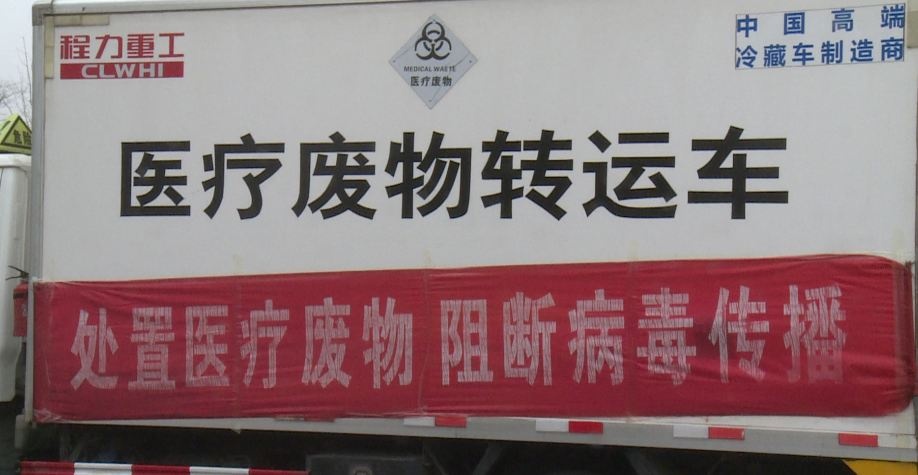 程力重工
CLWHI
MEDICAL WASTE
医疗废物
中国高端
冷藏车制造商
医疗废物转运车
处置医疗废物 阻断病毒传播
危险